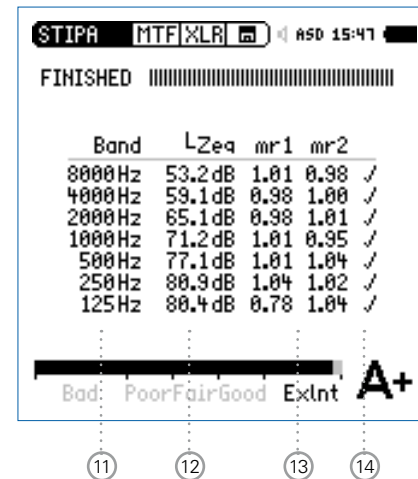 STIPA MTF XLR ASD 15:47
FINISHED
Band LZeq mr1 mr2
8000Hz 53.2dB 1.01 0.98 ✓
4000Hz 59.1dB 0.98 1.00 ✓
2000Hz 65.1dB 0.98 1.01 ✓
1000Hz 71.2dB 1.01 0.95 ✓
500Hz 77.1dB 1.01 1.04 ✓
250Hz 80.9dB 1.04 1.02 ✓
125Hz 80.4dB 0.78 1.04 ✓
Bad Poor Fair Good Exlnt A+
11 12 13 14